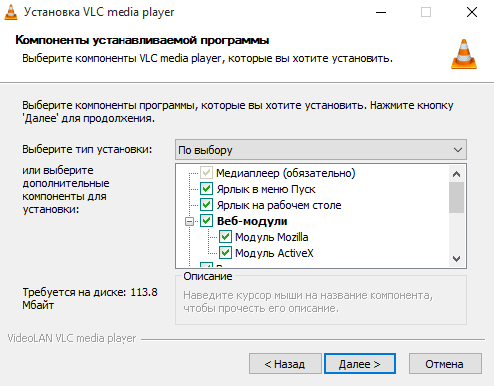 Установка VLC media player
Компоненты устанавливаемой программы
Выберите компоненты VLC media player, которые вы хотите установить.
Выберите компоненты программы, которые вы хотите установить. Нажмите кнопку
'Далее' для продолжения.
Выберите тип установки:
По выбору
или выберите
дополнительные
компоненты для
установки:
Медиаплеер (обязательно)
Ярлык в меню Пуск
Ярлык на рабочем столе
Веб-модули
Модуль Mozilla
Модуль ActiveX
Требуется на диске: 113.8
Мбайт
Описание
Наведите курсор мыши на название компонента,
чтобы прочесть его описание.
VideoLAN VLC media player
< Назад
Далее >
Отмена